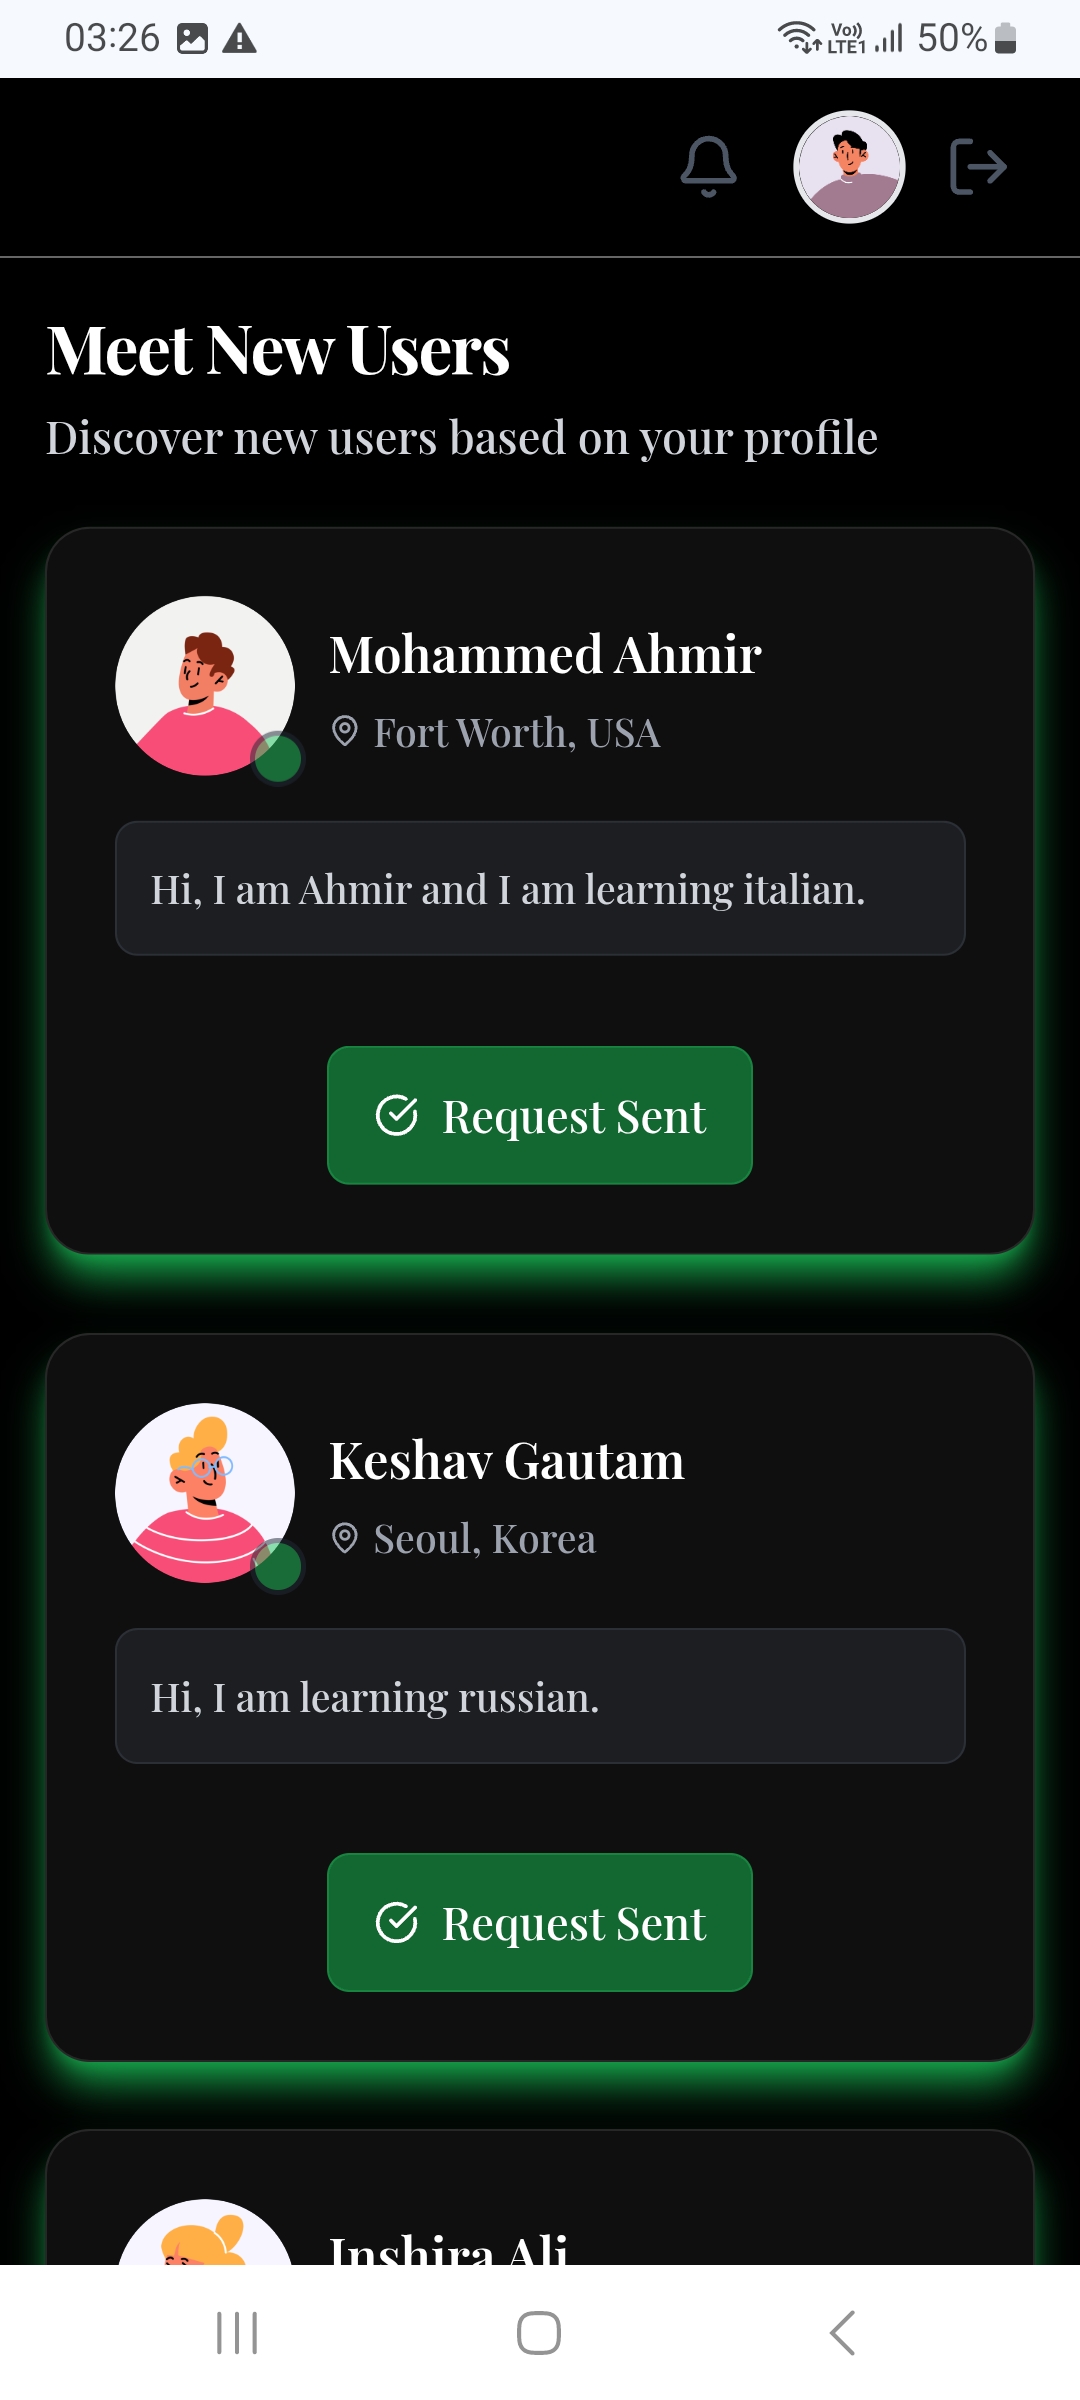 03:26
Vo))
LTE1
50%
Meet New Users
Discover new users based on your profile
Mohammed Ahmir
Fort Worth, USA
Hi, I am Ahmir and I am learning italian.
Request Sent
Keshav Gautam
Seoul, Korea
Hi, I am learning russian.
Request Sent
Inshira Ali